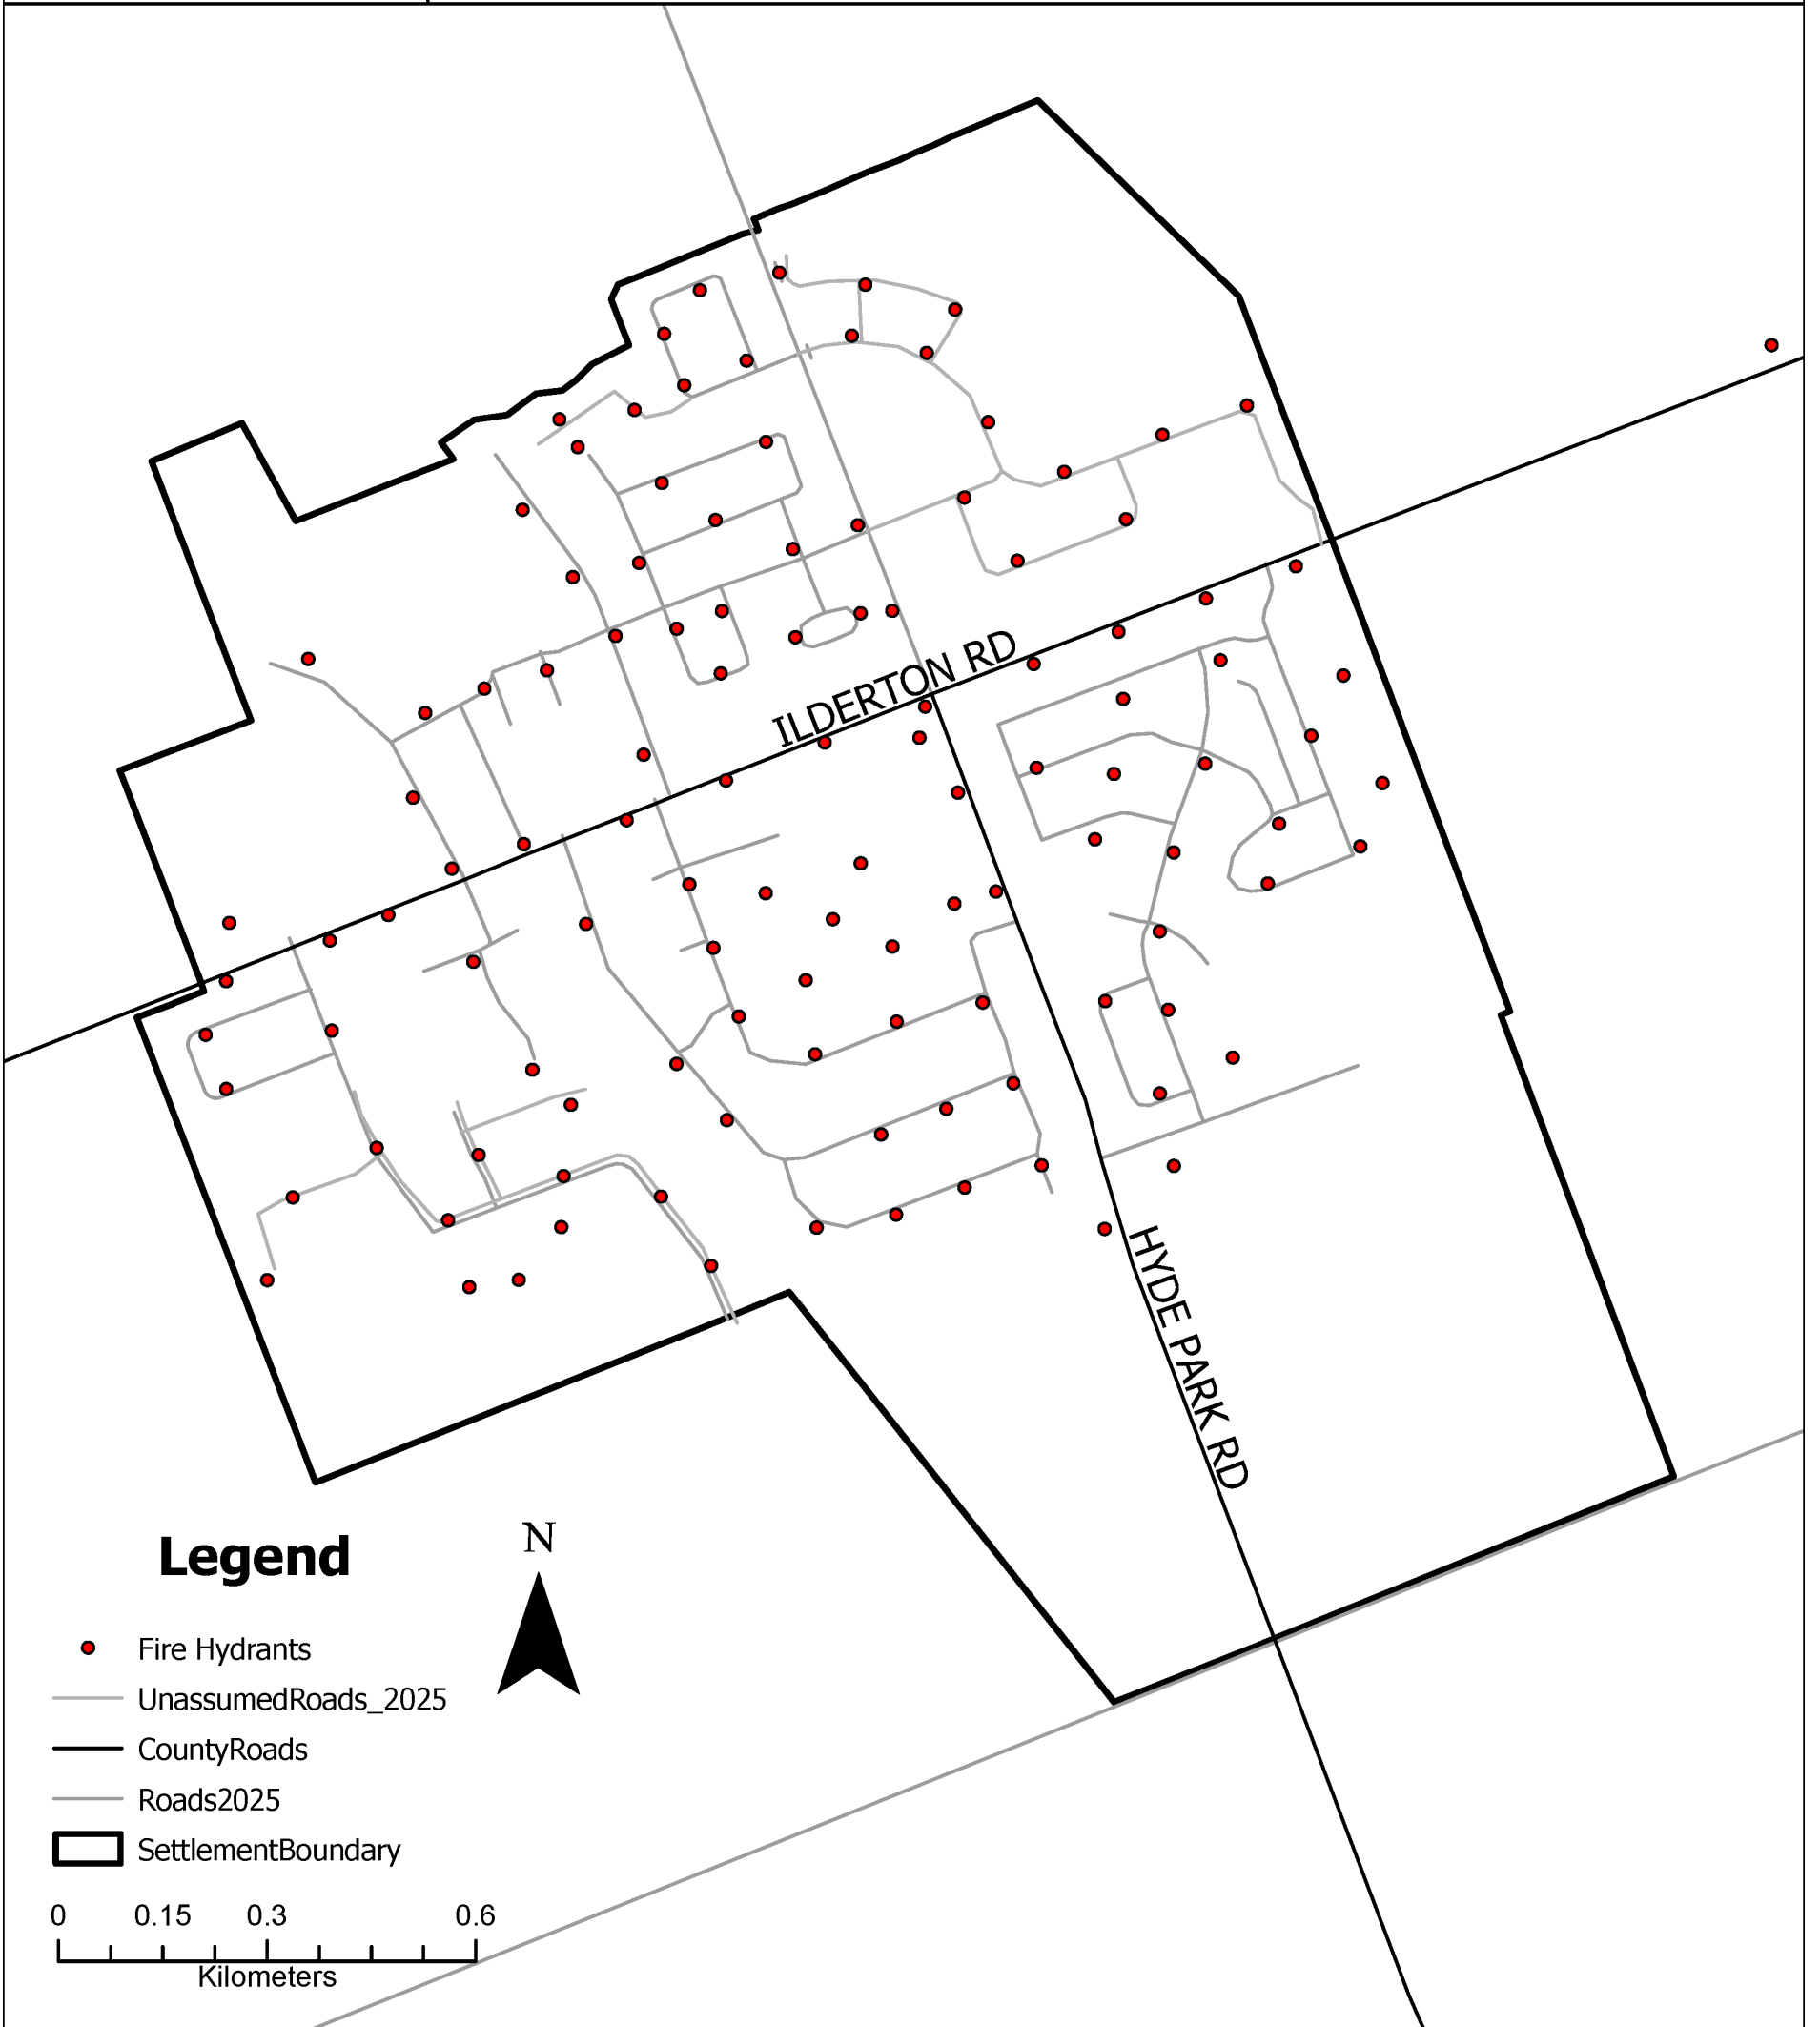 ILDERTON RD
HYDE PARK RD
Legend
N
Fire Hydrants
UnassumedRoads_2025
CountyRoads
Roads2025
SettlementBoundary
0 0.15 0.3 0.6
Kilometers